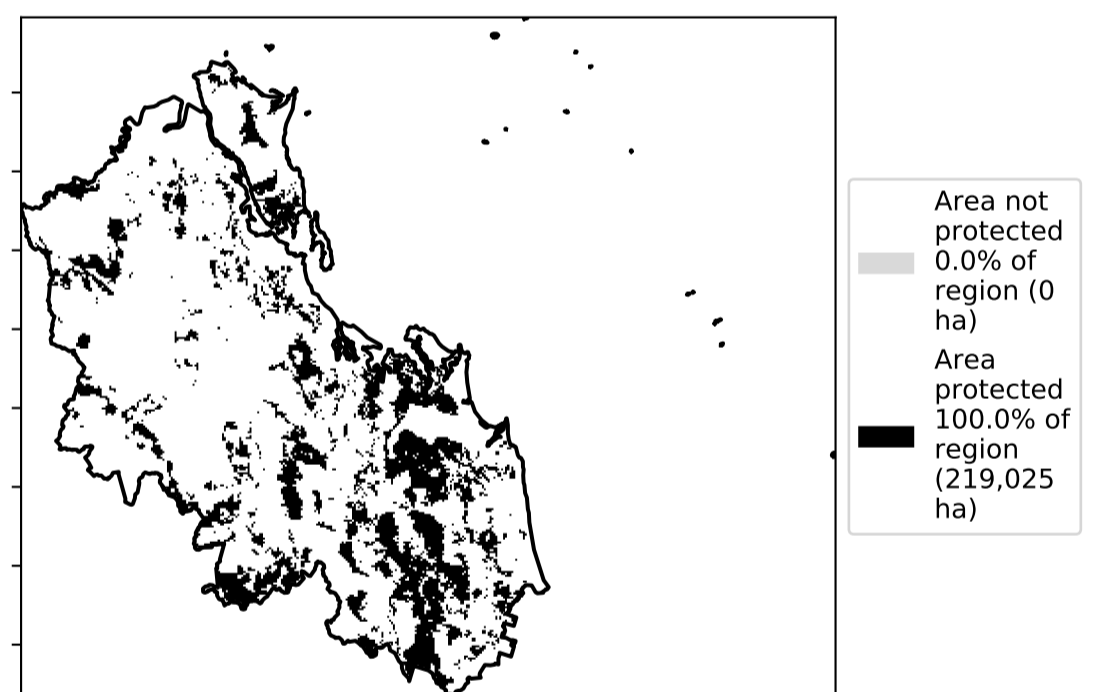 Area not
protected
0.0% of
region (0
ha)
Area
protected
100.0% of
region
(219,025
ha)